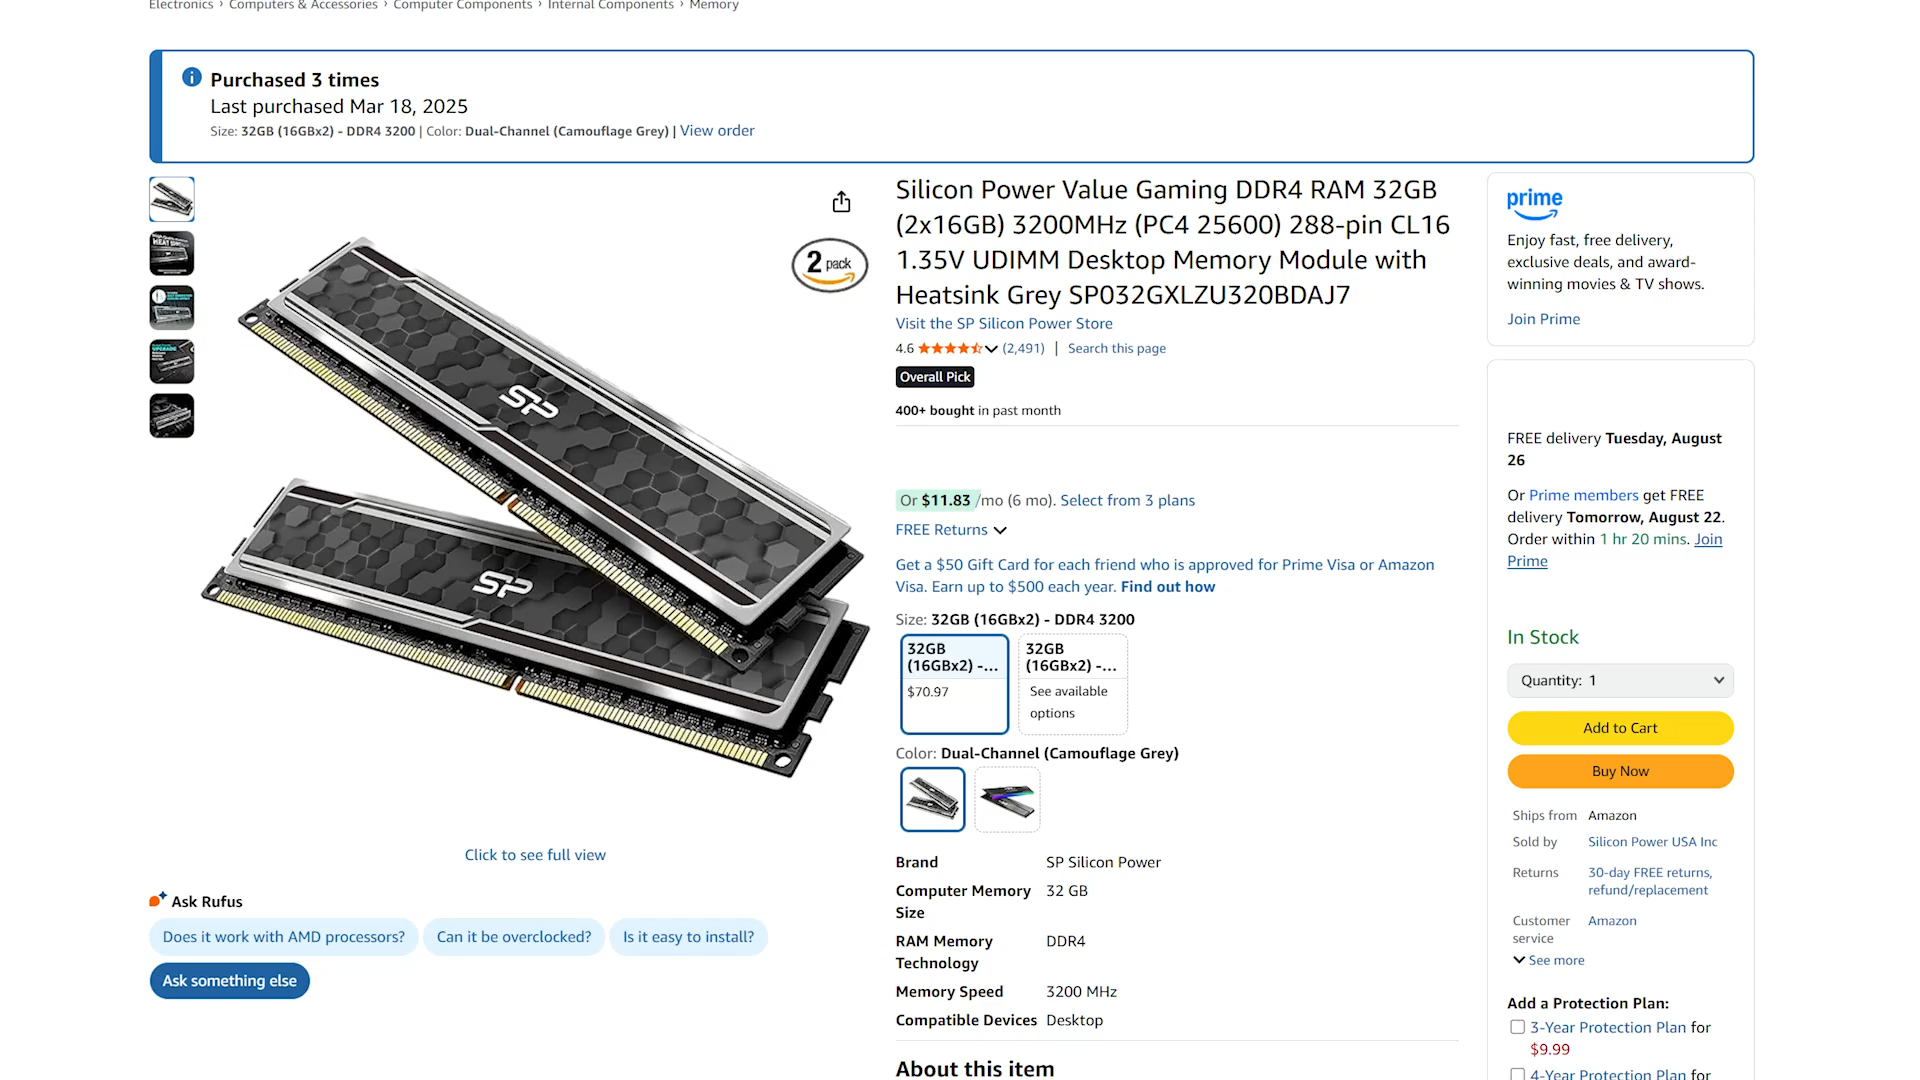 Electronics › Computers & Accessories › Computer Components › Internal Components › Memory
Purchased 3 times
Last purchased Mar 18, 2025
Size: 32GB (16GBx2) - DDR4 3200 | Color: Dual-Channel (Camouflage Grey) | View order
2 pack
SP
SP
Click to see full view
Ask Rufus
Does it work with AMD processors?
Can it be overclocked?
Is it easy to install?
Ask something else
Silicon Power Value Gaming DDR4 RAM 32GB
(2x16GB) 3200MHz (PC4 25600) 288-pin CL16
1.35V UDIMM Desktop Memory Module with
Heatsink Grey SP032GXLZU320BDAJ7
Visit the SP Silicon Power Store
4.6 (2,491) | Search this page
Overall Pick
400+ bought in past month
Or $11.83 /mo (6 mo). Select from 3 plans
FREE Returns
Get a $50 Gift Card for each friend who is approved for Prime Visa or Amazon
Visa. Earn up to $500 each year. Find out how
Size: 32GB (16GBx2) - DDR4 3200
32GB
(16GBx2) -...
$70.97
32GB
(16GBx2) -...
See available
options
Color: Dual-Channel (Camouflage Grey)
Brand SP Silicon Power
Computer Memory 32 GB
Size
RAM Memory DDR4
Technology
Memory Speed 3200 MHz
Compatible Devices Desktop
About this item
prime
Enjoy fast, free delivery,
exclusive deals, and award-
winning movies & TV shows.
Join Prime
FREE delivery Tuesday, August
26
Or Prime members get FREE
delivery Tomorrow, August 22.
Order within 1 hr 20 mins. Join
Prime
In Stock
Quantity: 1
Add to Cart
Buy Now
Ships from Amazon
Sold by Silicon Power USA Inc
Returns 30-day FREE returns,
refund/replacement
Customer Amazon
service
See more
Add a Protection Plan:
3-Year Protection Plan for
$9.99
4-Year Protection Plan for